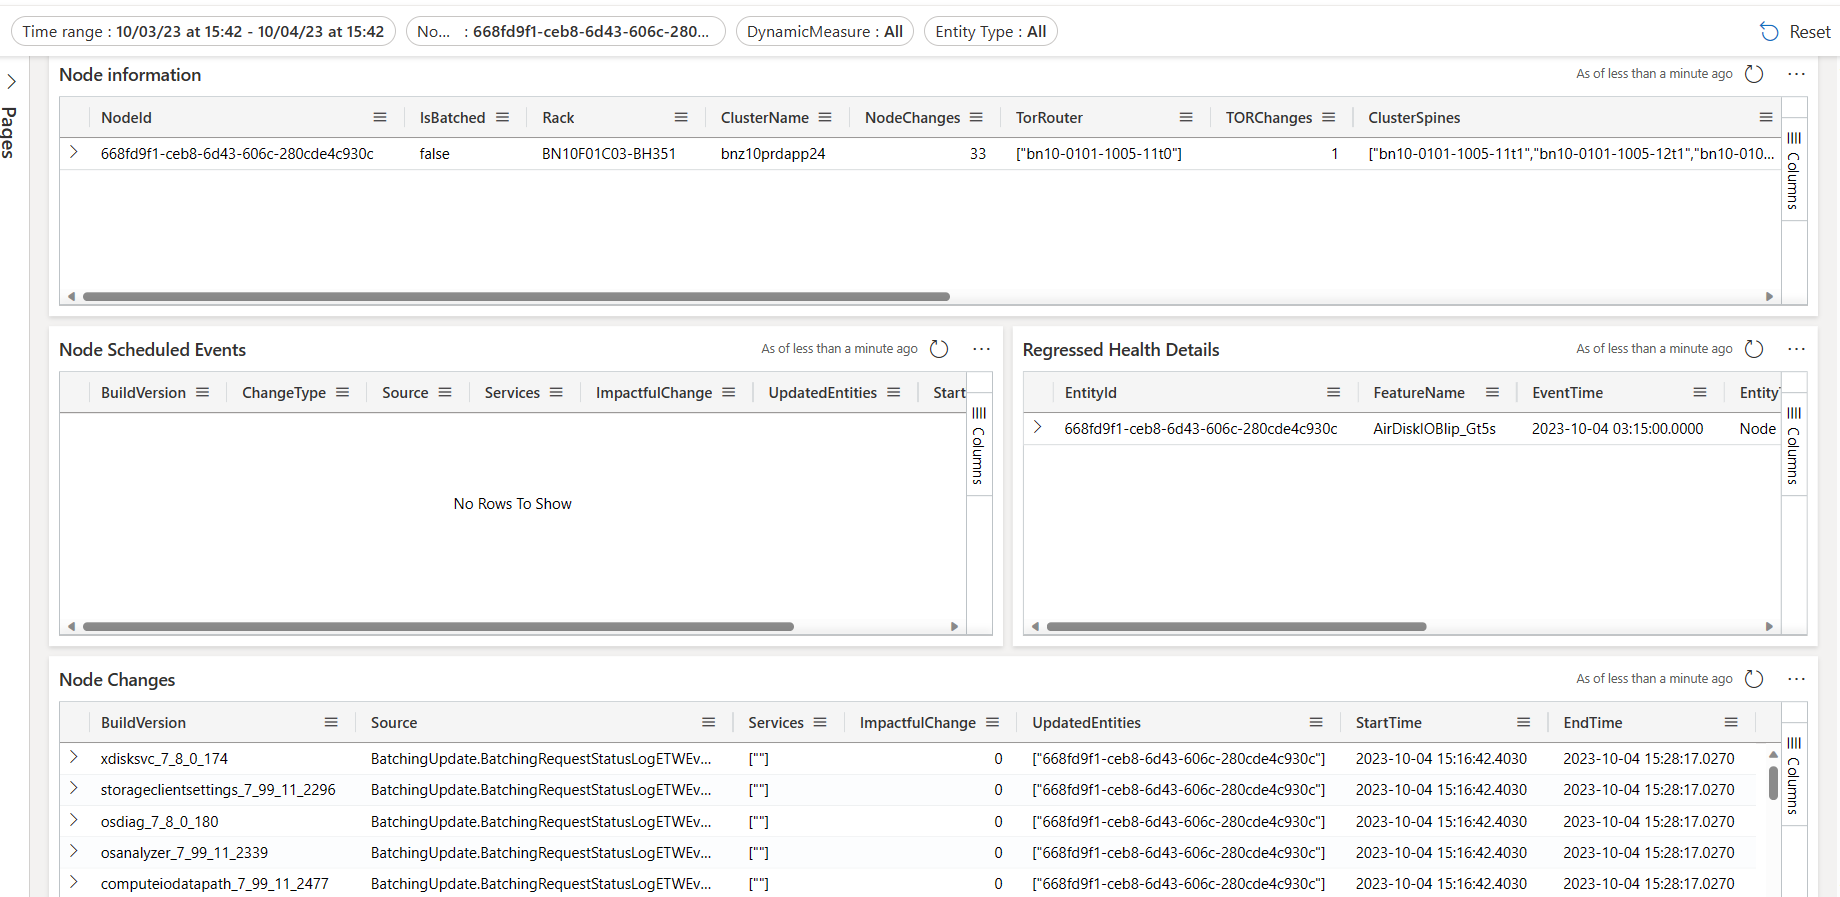 Time range : 10/03/23 at 15:42 - 10/04/23 at 15:42 No... : 668fd9f1-ceb8-6d43-606c-280... DynamicMeasure : All Entity Type : All Reset
Pages
Node information As of less than a minute ago
NodeId IsBatched Rack ClusterName NodeChanges TorRouter TORChanges ClusterSpines
668fd9f1-ceb8-6d43-606c-280cde4c930c false BN10F01C03-BH351 bnz10prdapp24 33 ["bn10-0101-1005-11t0"] 1 ["bn10-0101-1005-11t1","bn10-0101-1005-12t1","bn10-010...
Columns
Node Scheduled Events As of less than a minute ago
BuildVersion ChangeType Source Services ImpactfulChange UpdatedEntities Start
No Rows To Show
Columns
Regressed Health Details As of less than a minute ago
EntityId FeatureName EventTime Entity
668fd9f1-ceb8-6d43-606c-280cde4c930c AirDiskIOBlip_Gt5s 2023-10-04 03:15:00.0000 Node
Columns
Node Changes As of less than a minute ago
BuildVersion Source Services ImpactfulChange UpdatedEntities StartTime EndTime
xdisksvc_7_8_0_174 BatchingUpdate.BatchingRequestStatusLogETWEv... [""] 0 ["668fd9f1-ceb8-6d43-606c-280cde4c930c"] 2023-10-04 15:16:42.4030 2023-10-04 15:28:17.0270
storageclientsettings_7_99_11_2296 BatchingUpdate.BatchingRequestStatusLogETWEv... [""] 0 ["668fd9f1-ceb8-6d43-606c-280cde4c930c"] 2023-10-04 15:16:42.4030 2023-10-04 15:28:17.0270
osdiag_7_8_0_180 BatchingUpdate.BatchingRequestStatusLogETWEv... [""] 0 ["668fd9f1-ceb8-6d43-606c-280cde4c930c"] 2023-10-04 15:16:42.4030 2023-10-04 15:28:17.0270
osanalyzer_7_99_11_2339 BatchingUpdate.BatchingRequestStatusLogETWEv... [""] 0 ["668fd9f1-ceb8-6d43-606c-280cde4c930c"] 2023-10-04 15:16:42.4030 2023-10-04 15:28:17.0270
computeiodatapath_7_99_11_2477 BatchingUpdate.BatchingRequestStatusLogETWEv... [""] 0 ["668fd9f1-ceb8-6d43-606c-280cde4c930c"] 2023-10-04 15:16:42.4030 2023-10-04 15:28:17.0270
Columns